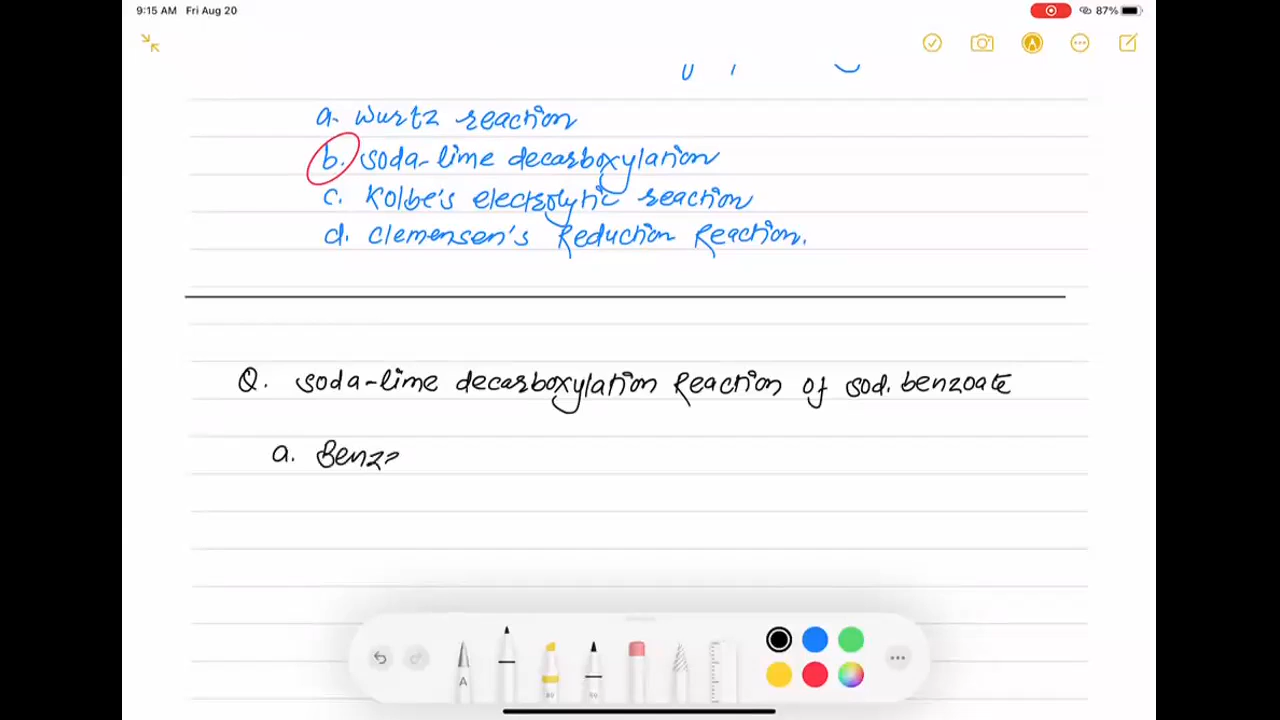 9:15 AM Fri Aug 20
87%
a. Wurtz reaction
b. soda-lime decarboxylation
c. Kolbe's electrolytic reaction
d. Clemensen's Reduction Reaction.
Q. soda-lime decarboxylation Reaction of sod. benzoate
a. Benz
A